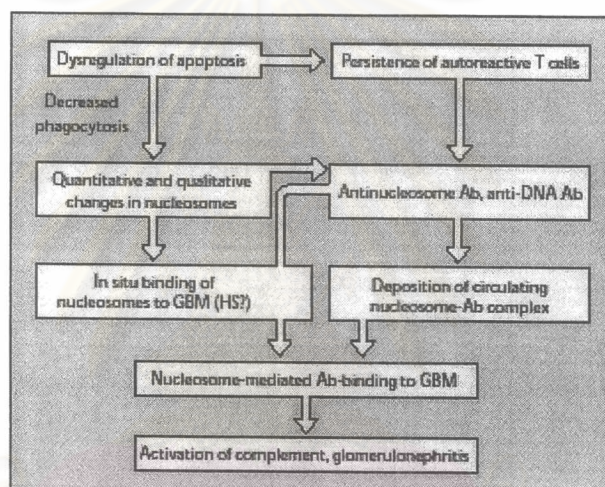 Dysregulation of apoptosis
Persistence of autoreactive T cells
Decreased
phagocytosis
Quantitative and qualitative
changes in nucleosomes
Antinucleosome Ab, anti-DNA Ab
In situ binding of
nucleosomes to GBM (HS?)
Deposition of circulating
nucleosome-Ab complex
Nucleosome-mediated Ab-binding to GBM
Activation of complement, glomerulonephritis